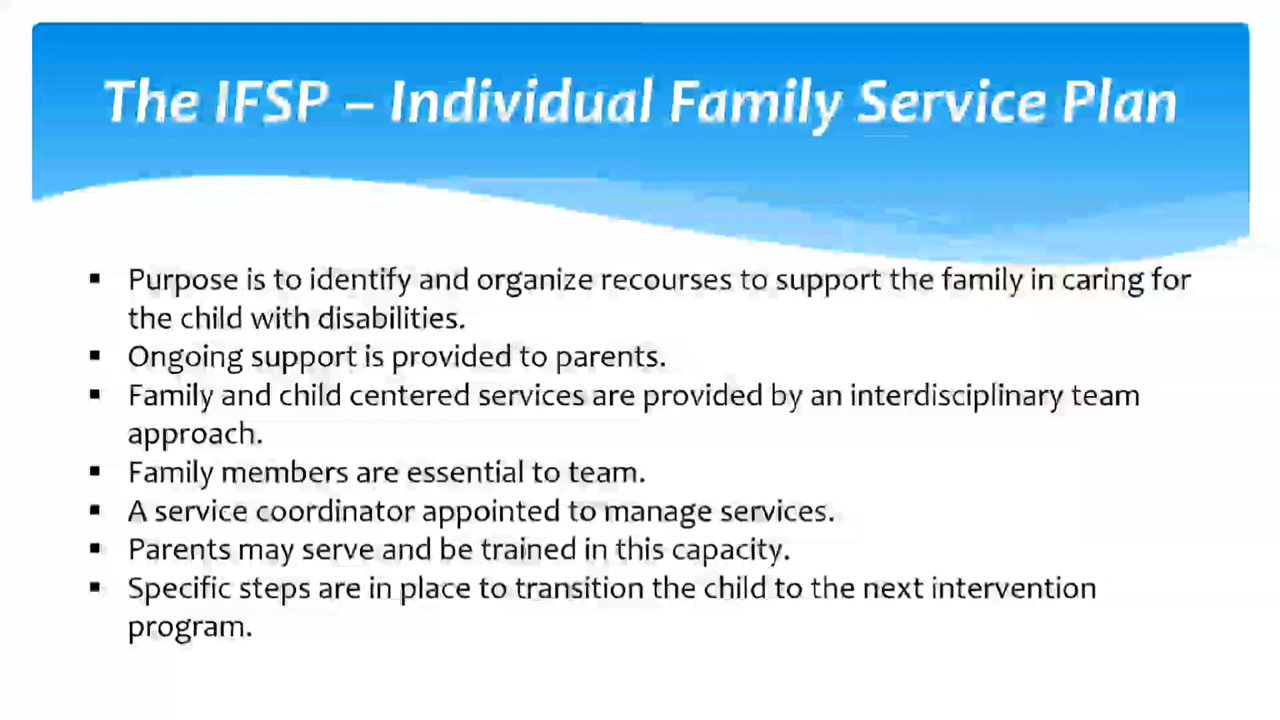 The IFSP – Individual Family Service Plan
▪ Purpose is to identify and organize recourses to support the family in caring for
the child with disabilities.
▪ Ongoing support is provided to parents.
▪ Family and child centered services are provided by an interdisciplinary team
approach.
▪ Family members are essential to team.
▪ A service coordinator appointed to manage services.
▪ Parents may serve and be trained in this capacity.
▪ Specific steps are in place to transition the child to the next intervention
program.